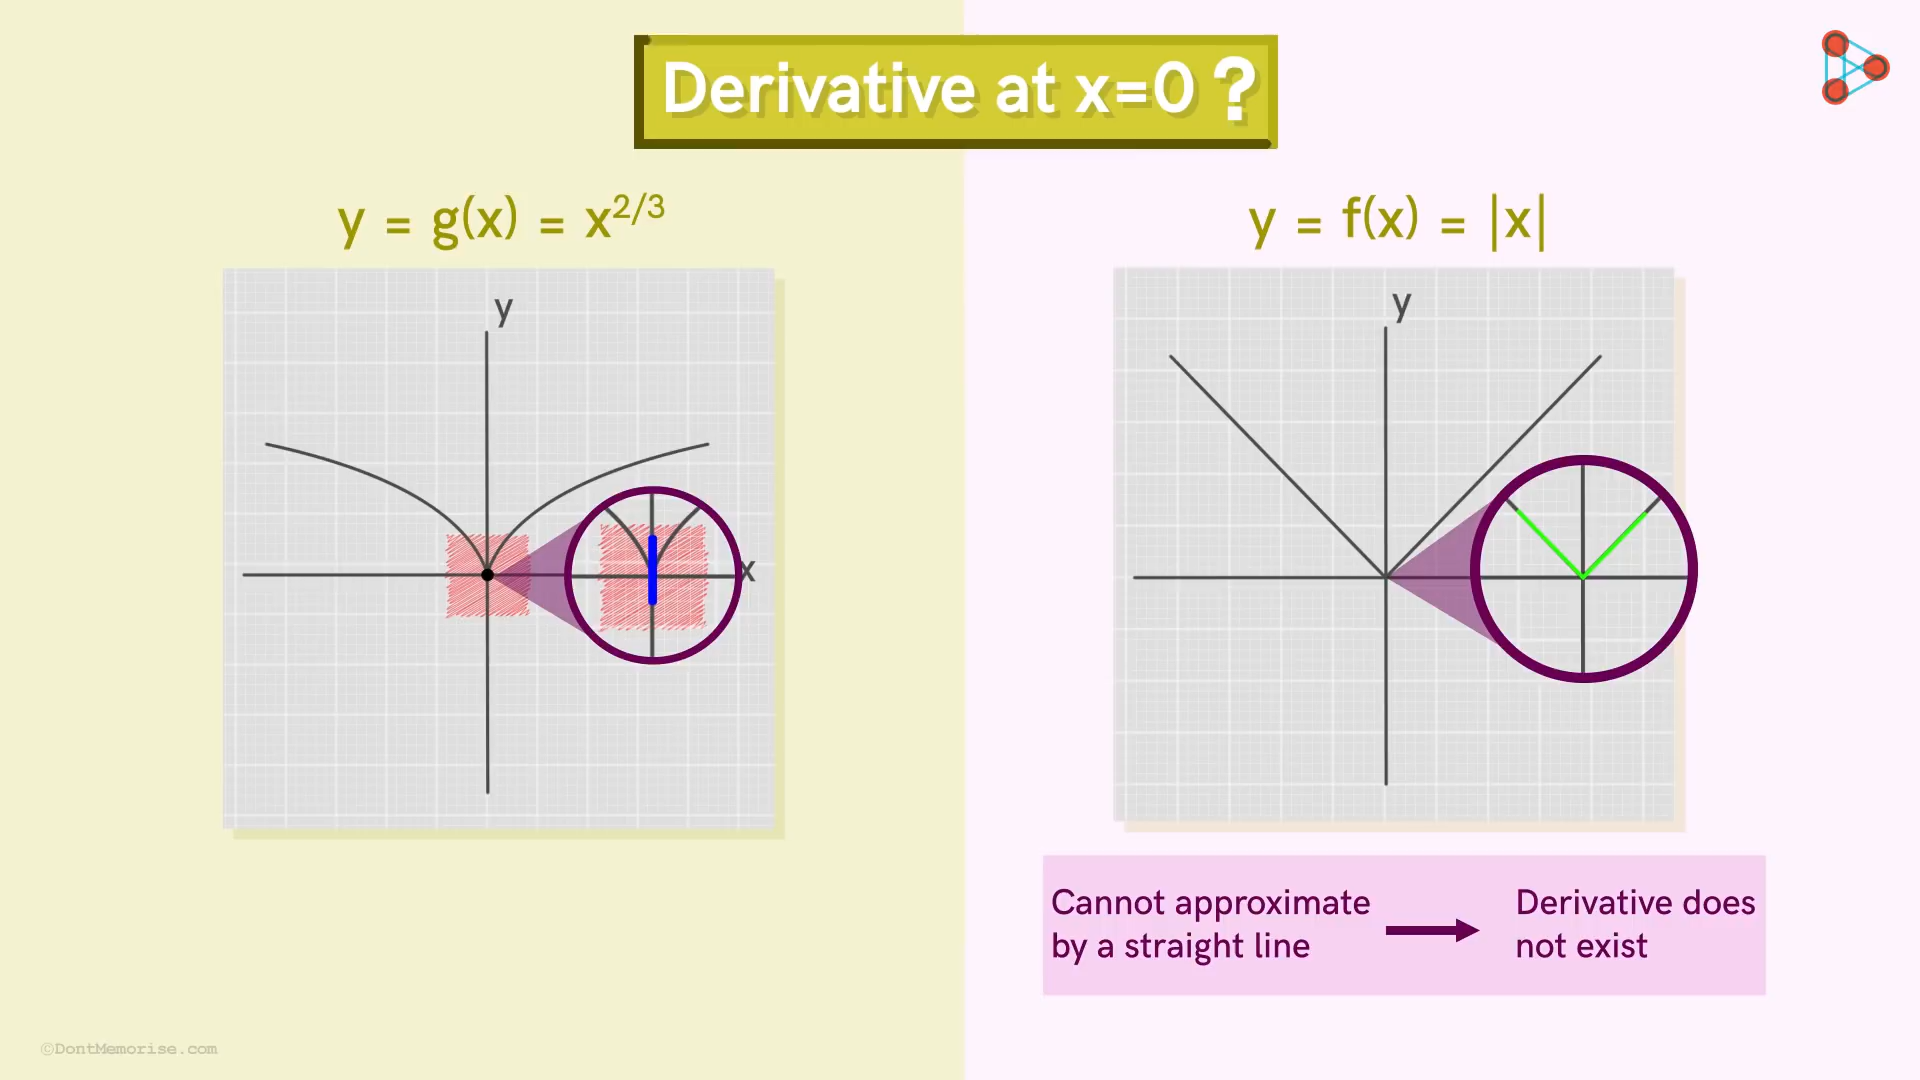 Derivative at x=0 ?
y = g(x) = x^2/3
y
x
y = f(x) = |x|
y
Cannot approximate
by a straight line
Derivative does
not exist
©DontMemorise.com